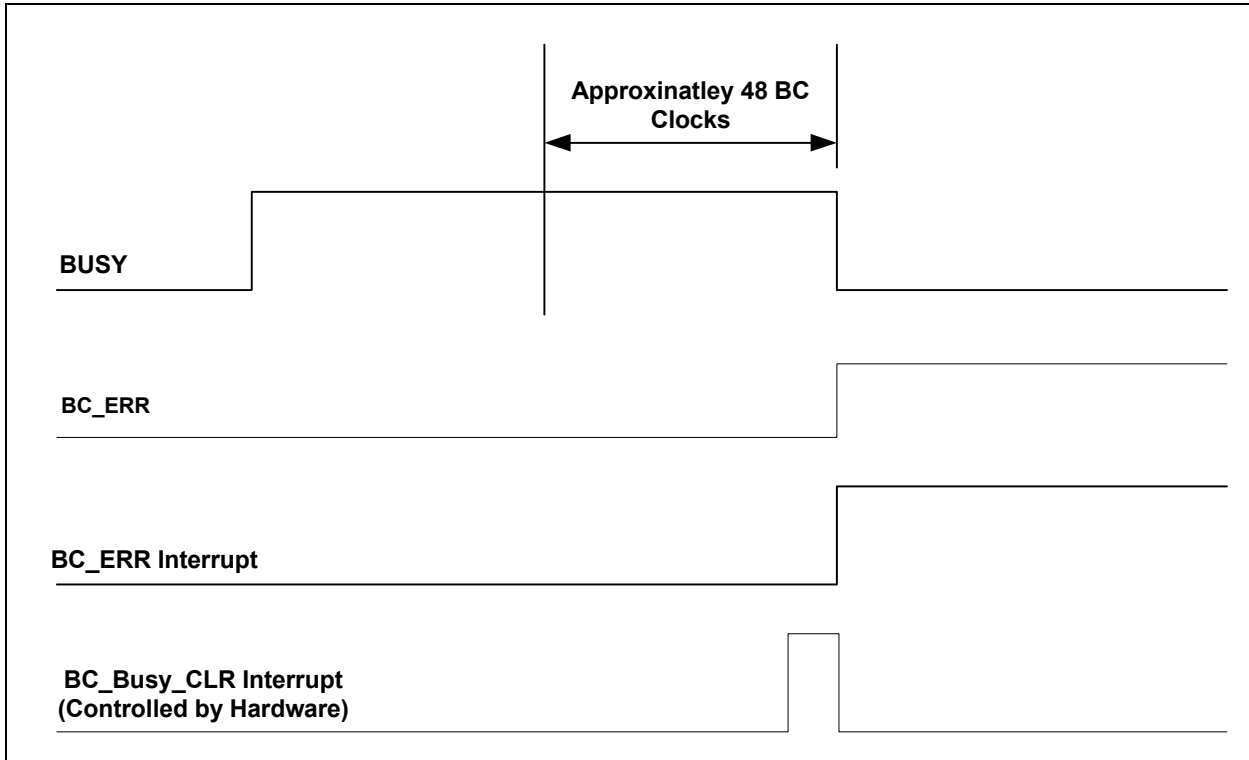 Approxinatley 48 BC
Clocks
BUSY
BC_ERR
BC_ERR Interrupt
BC_Busy_CLR Interrupt
(Controlled by Hardware)